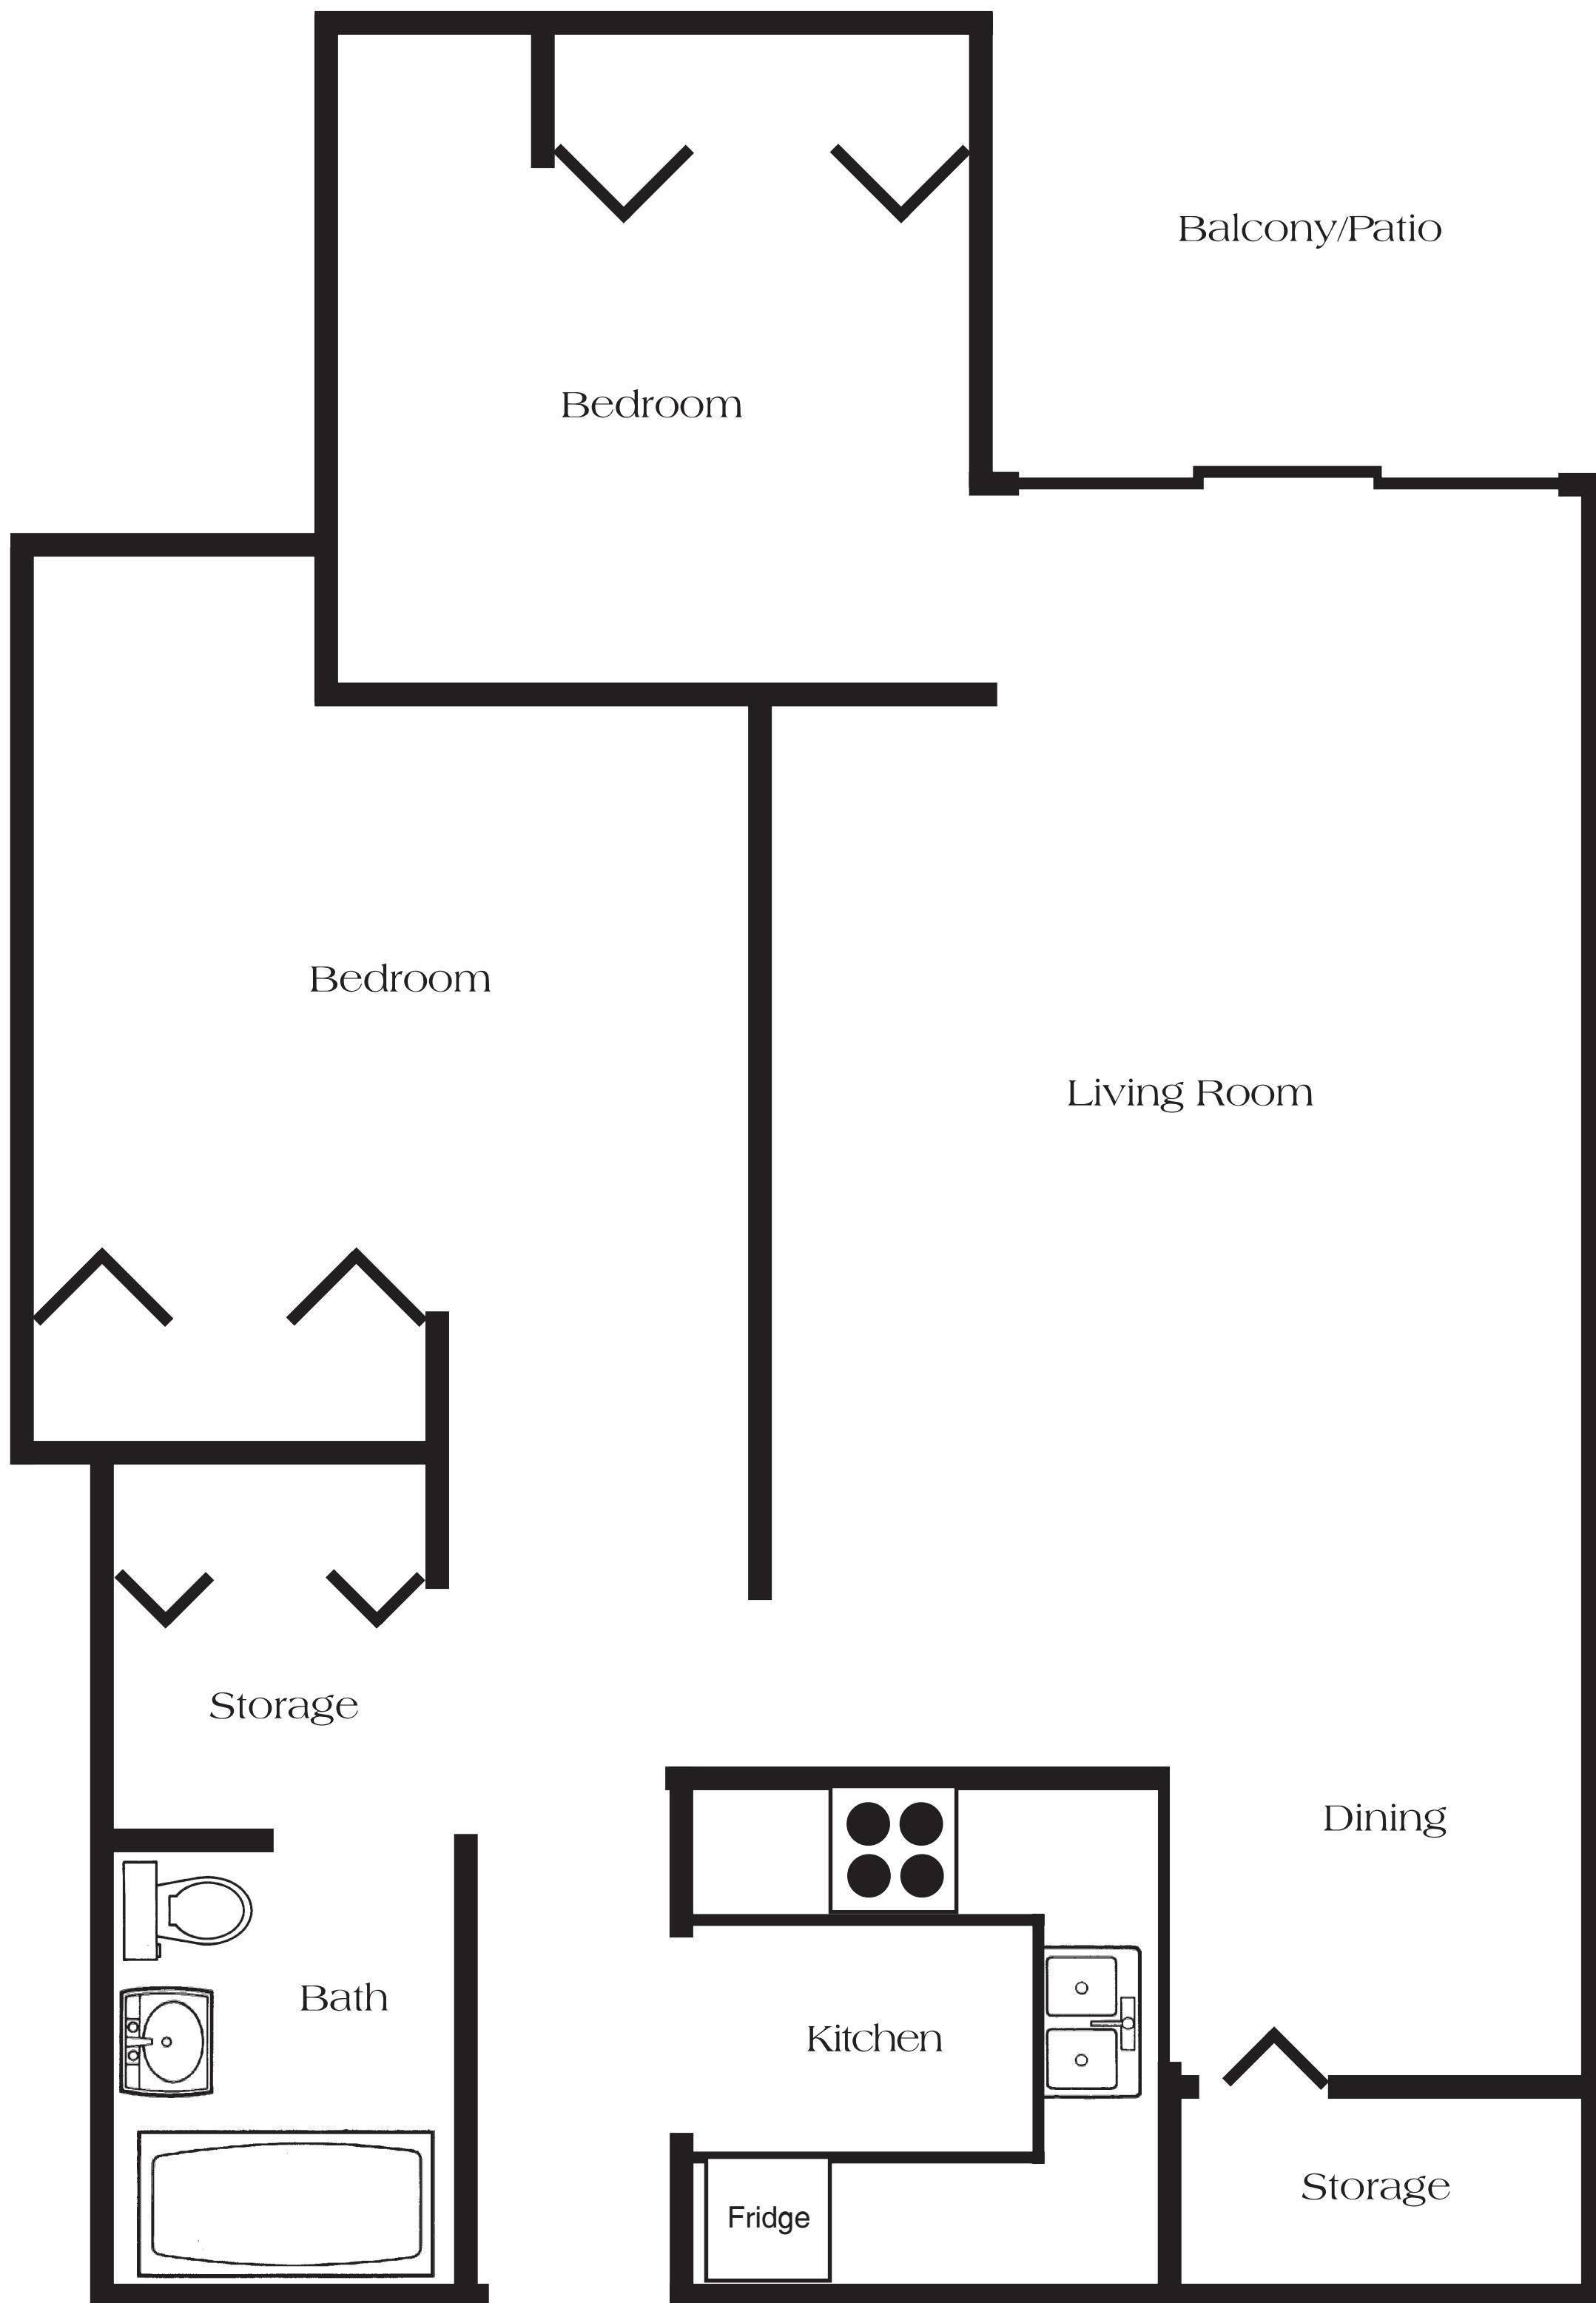 Balcony/Patio
Bedroom
Bedroom
Living Room
Storage
Dining
Bath
Kitchen
Storage
Fridge